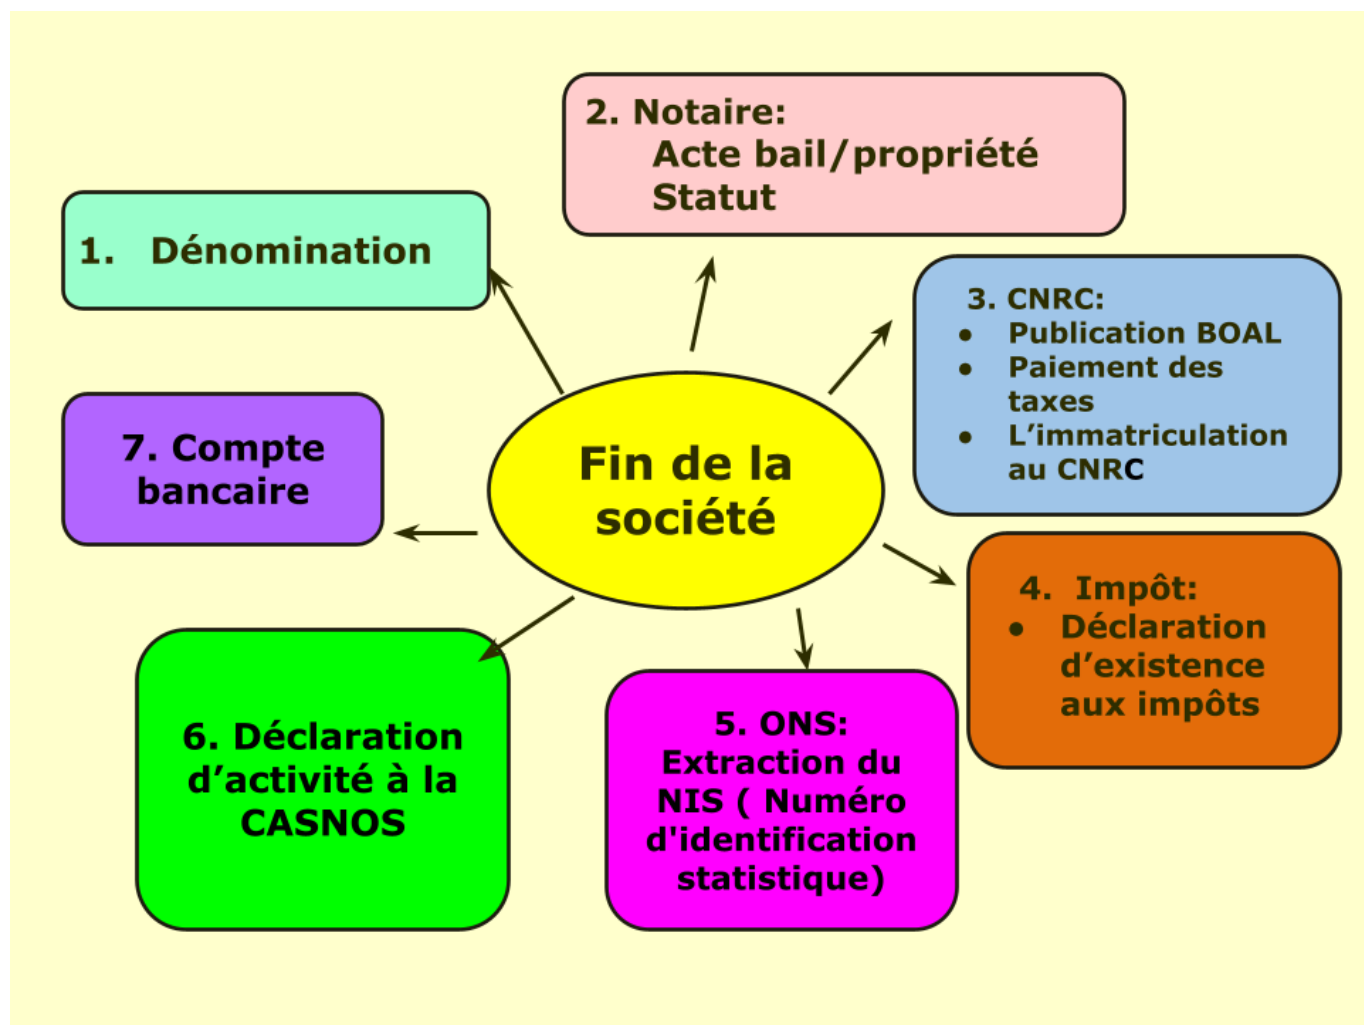 1. Dénomination
2. Notaire:
Acte bail/propriété
Statut
3. CNRC:
● Publication BOAL
● Paiement des
taxes
● L’immatriculation
au CNRC
Fin de la
société
4. Impôt:
● Déclaration
d’existence
aux impôts
5. ONS:
Extraction du
NIS ( Numéro
d'identification
statistique)
6. Déclaration
d’activité à la
CASNOS
7. Compte
bancaire